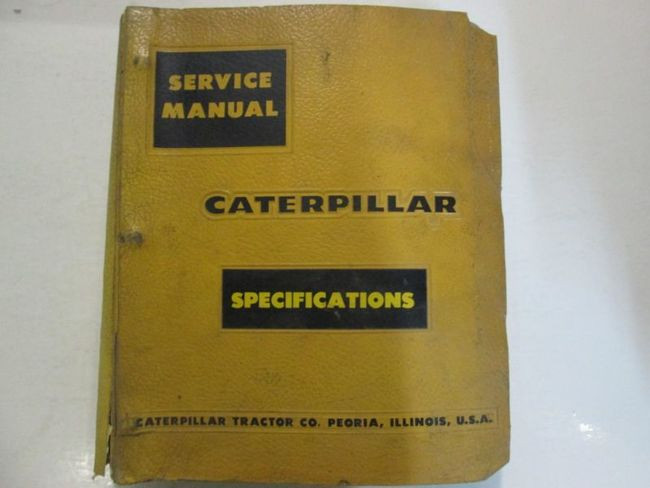 SERVICE
MANUAL
CATERPILLAR
SPECIFICATIONS
CATERPILLAR TRACTOR CO. PEORIA, ILLINOIS, U.S.A.